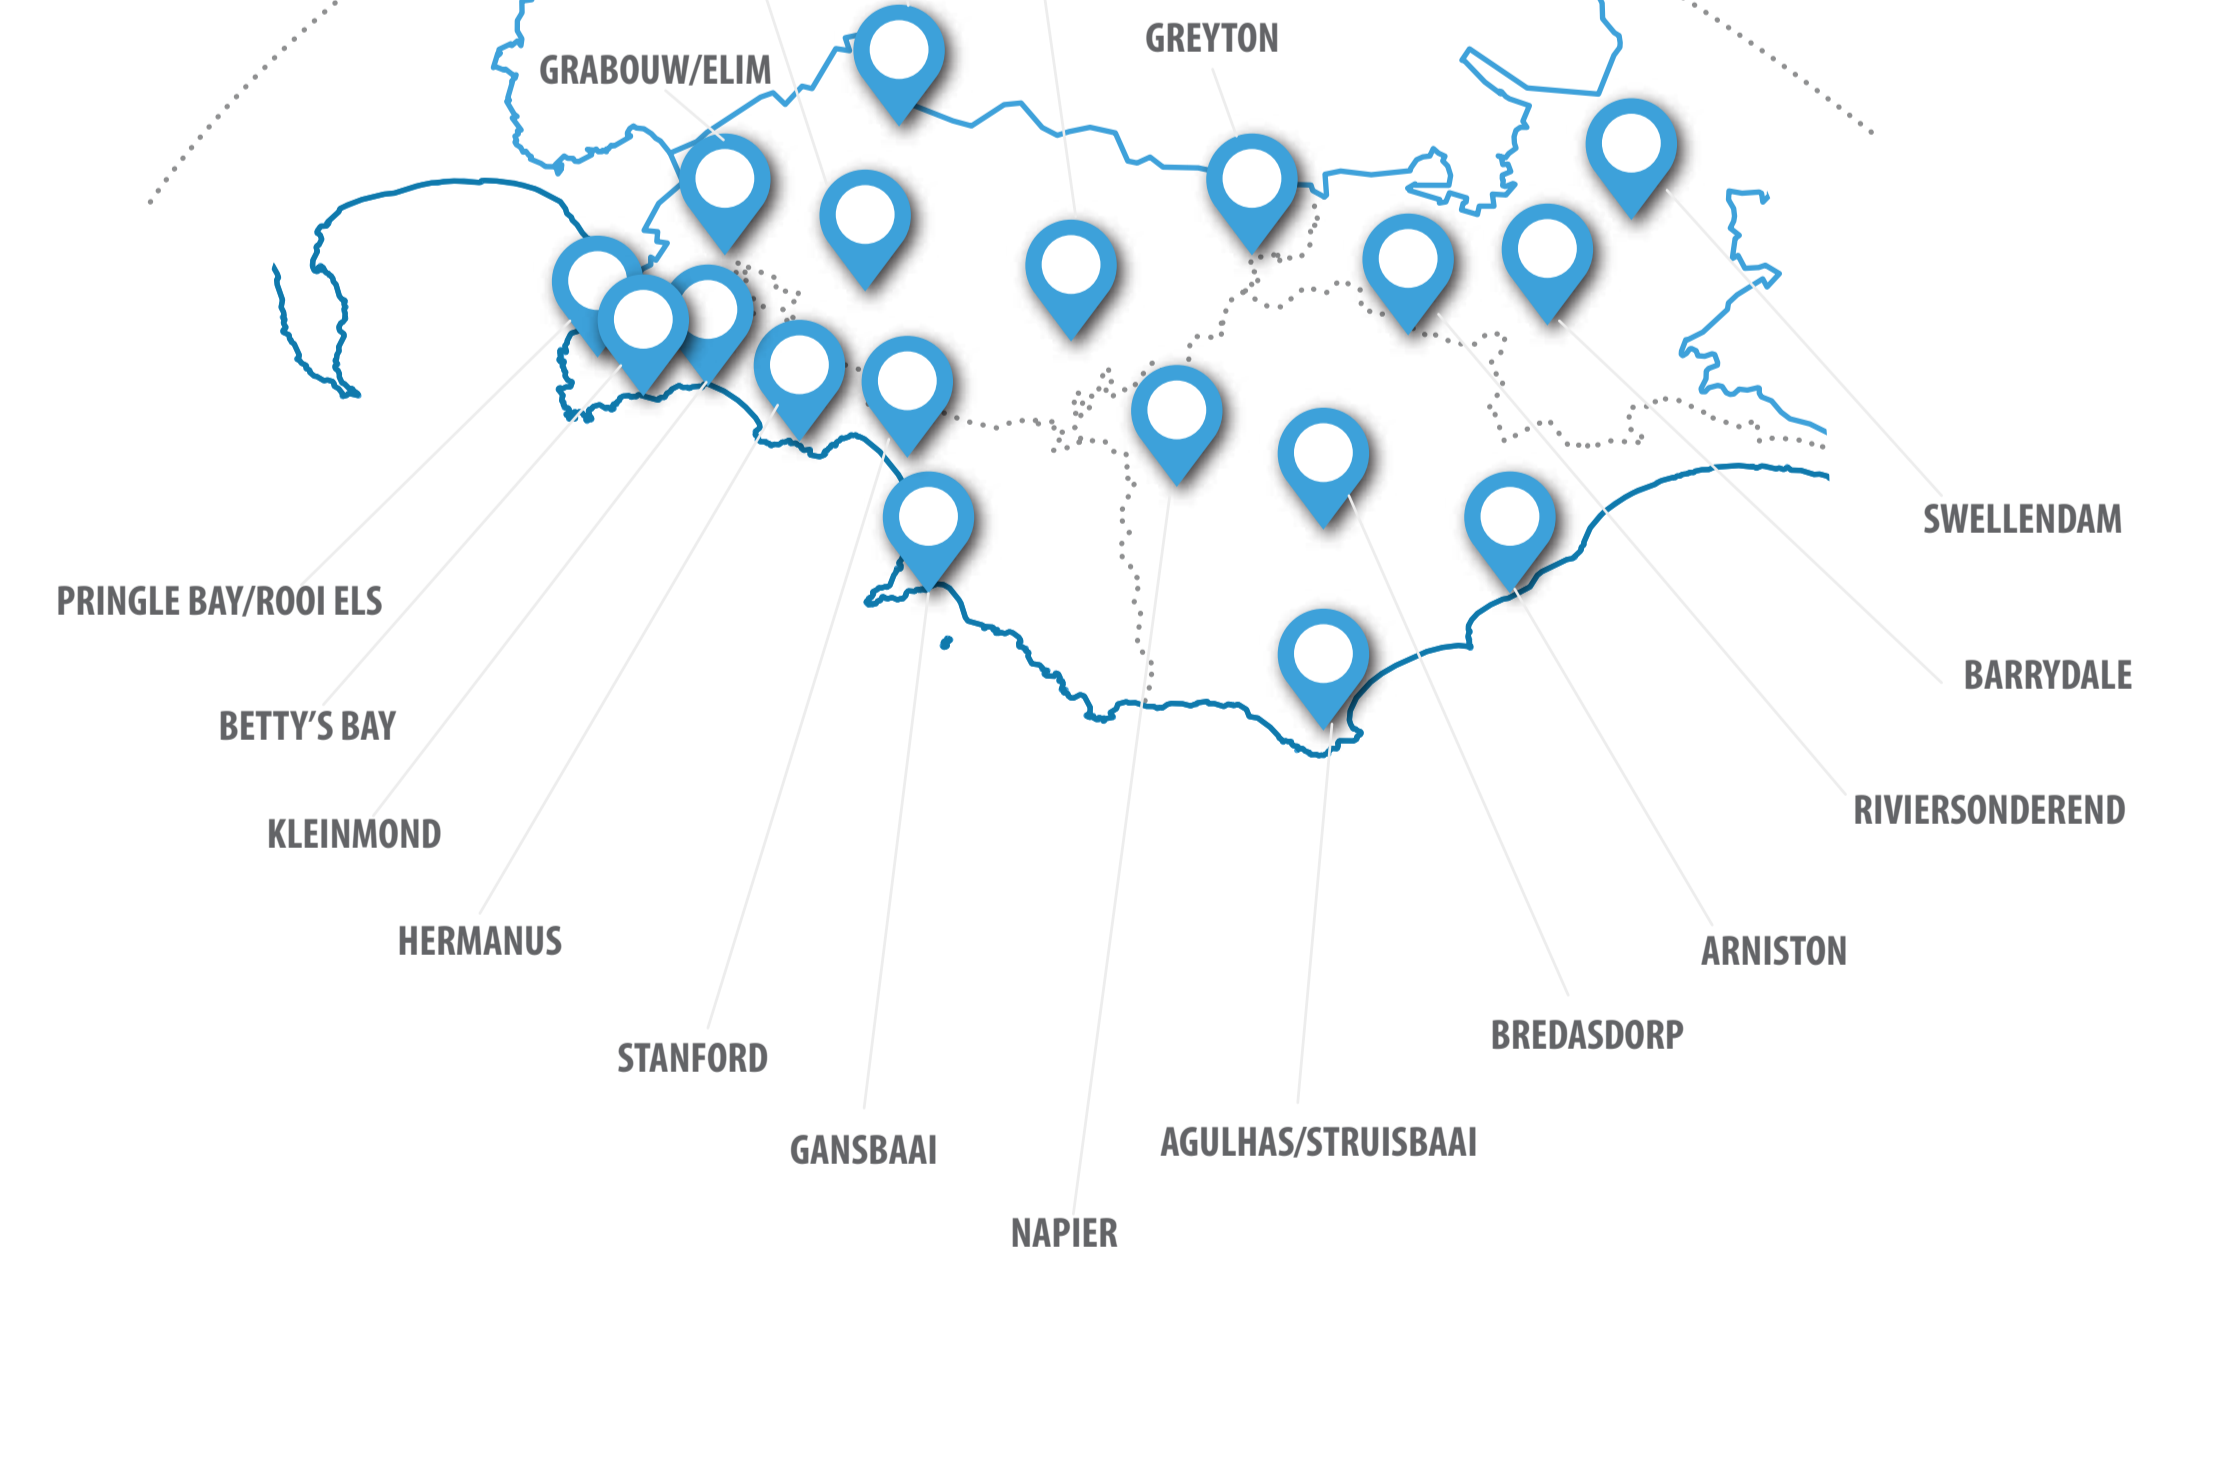 GREYTON
GRABOUW/ELIM
SWELLENDAM
PRINGLE BAY/ROOI ELS
BARRYDALE
BETTY'S BAY
RIVIERSONDEREND
KLEINMOND
HERMANUS
ARNISTON
BREDASDORP
STANFORD
AGULHAS/STRUISBAAI
GANSBAAI
NAPIER